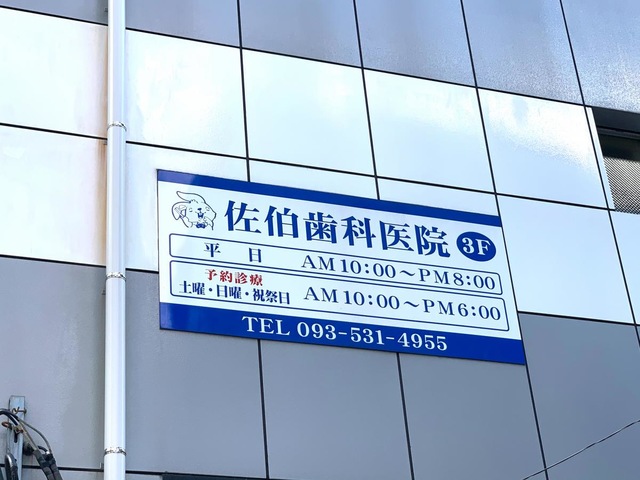 佐伯歯科医院 3F
平日 AM10:00～PM8:00
予約診療
土曜・日曜・祝祭日 AM10:00～PM6:00
TEL 093-531-4955